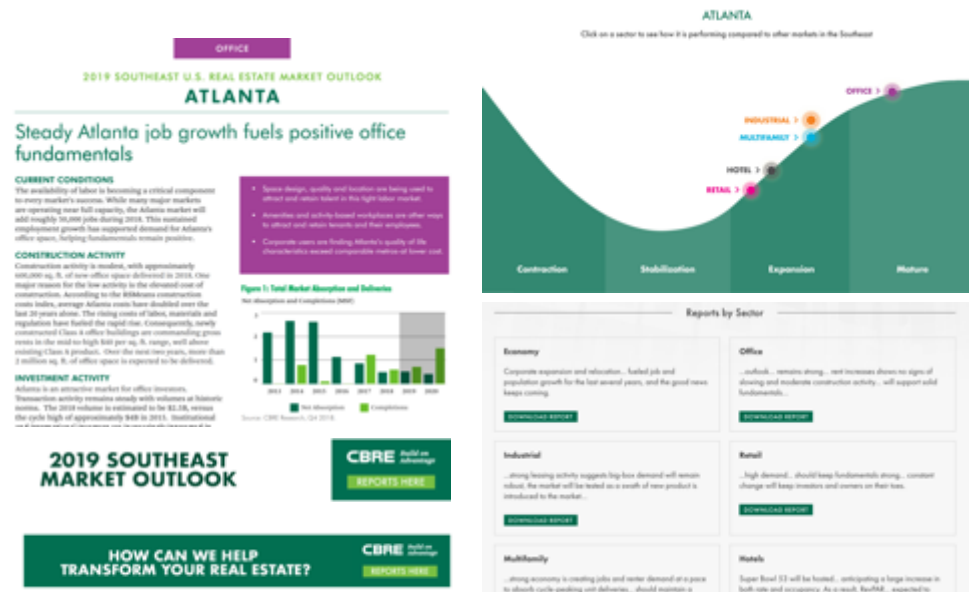 OFFICE
2019 SOUTHEAST U.S. REAL ESTATE MARKET OUTLOOK
ATLANTA
Steady Atlanta job growth fuels positive office
fundamentals
CURRENT CONDITIONS
The availability of labor is becoming a critical component
to every market's success. While many major markets
are operating near full capacity, the Atlanta market will
add roughly 50,000 jobs during 2018. This sustained
employment growth has supported demand for Atlanta's
office space, helping fundamentals remain positive.
CONSTRUCTION ACTIVITY
Construction activity is modest, with approximately
600,000 sq. ft. of new office space delivered in 2018. One
major reason for the low activity is the elevated cost of
construction. According to the RSMeans construction
costs index, average Atlanta costs have doubled over the
last 20 years alone. The rising costs of labor, materials and
regulation have fueled the rapid rise. Consequently, newly
constructed Class A office buildings are commanding gross
rents in the mid-to-high $40 per-sq.-ft. range, well above
existing Class A product. Over the next two years, more than
2 million sq. ft. of office space is expected to be delivered.
INVESTMENT ACTIVITY
Atlanta is an attractive market for office investors.
Transaction activity remains steady with volumes at historic
norms. The 2018 volume is estimated to be versus
the cycle high of approximately $4B in 2015. Institutional
• Space design, quality and location are being used to
attract and retain talent in this tight labor market.
• Amenities and activity-based workplaces are other ways
to attract and retain tenants and their employees.
• Corporate users are finding Atlanta's quality of life
characteristics exceed comparable metros at lower cost.
Figure 1: Total Market Absorption and Deliveries
Net Absorption and Completions (MSF)
3
2
1
0
2013 2014 2015 2016 2017 2018 2019 2020
Net Absorption Completions
Source: CBRE Research, Q4 2018.
2019 SOUTHEAST
MARKET OUTLOOK
CBRE Build on
Advantage
REPORTS HERE
HOW CAN WE HELP
TRANSFORM YOUR REAL ESTATE?
CBRE Build on
Advantage
REPORTS HERE
ATLANTA
Click on a sector to see how it is performing compared to other markets in the Southeast
OFFICE >
INDUSTRIAL >
MULTIFAMILY >
HOTEL >
RETAIL >
Contraction Stabilization Expansion Mature
Reports by Sector
Economy
Corporate expansion and relocation... fueled job and
population growth for the last several years, and the good news
keeps coming.
DOWNLOAD REPORT
Office
...outlook... remains strong... rent increases shows no signs of
slowing and moderate construction activity... will support solid
fundamentals...
DOWNLOAD REPORT
Industrial
...strong leasing activity suggests big-box demand will remain
robust, the market will be tested as a swath of new product is
introduced to the market...
DOWNLOAD REPORT
Retail
...high demand... should keep fundamentals strong... constant
change will keep investors and owners on their toes.
DOWNLOAD REPORT
Multifamily
...strong economy is creating jobs and renter demand at a pace
to absorb cycle-peaking unit deliveries... should maintain a
Hotels
Super Bowl 53 will be hosted... anticipating a large increase in
both rate and occupancy. As a result, RevPAR... expected to